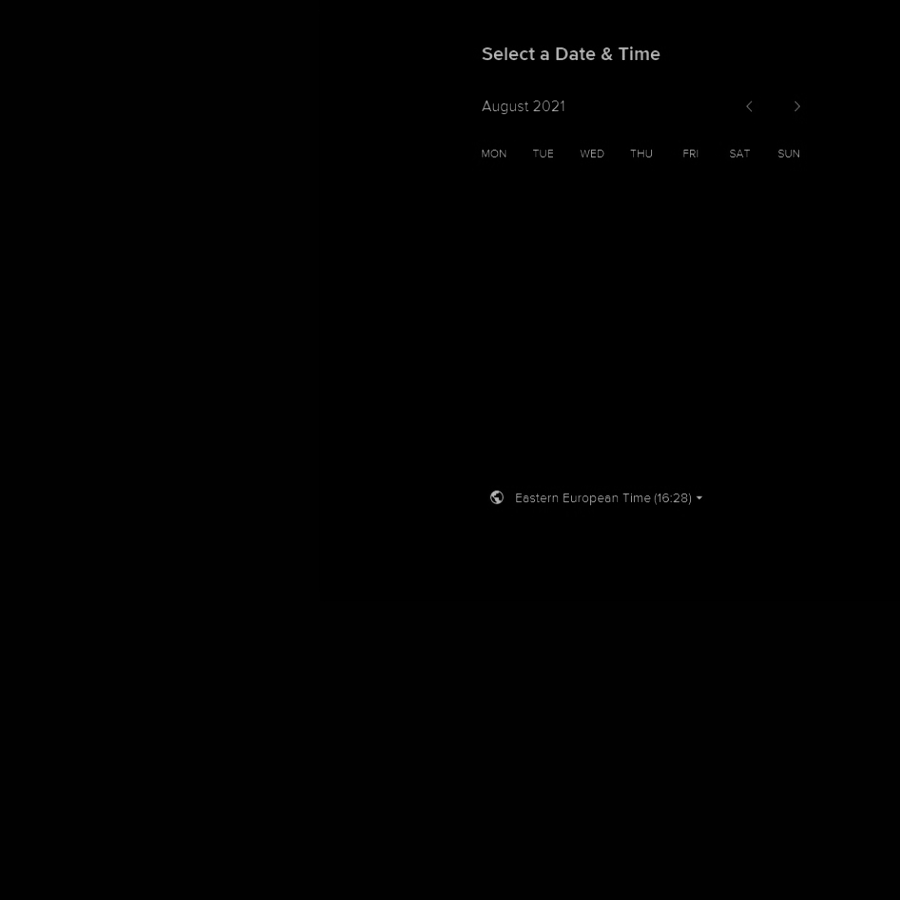 Select a Date & Time
August 2021
MON TUE WED THU FRI SAT SUN
Eastern European Time (16:28)